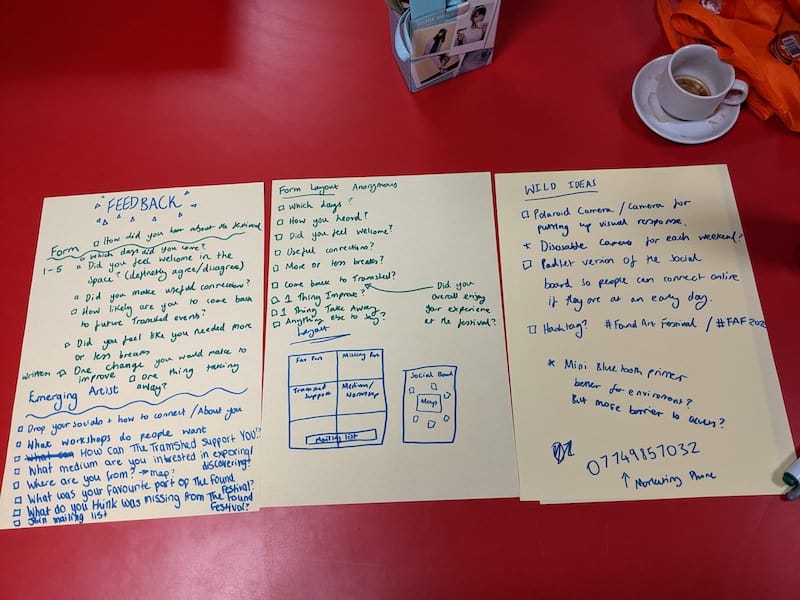 FEEDBACK
Form
□ How did you hear about the festival
□ Which days did you come?
1-5 □ Did you feel welcome in the
space? (definitely agree/disagree)
□ Did you make useful connections?
□ How likely are you to come back
to future Tramshed events?
□ Did you feel like you needed more
or less breaks
Written □ One change you would make to
improve □ one thing taking
away?
Emerging Artist
□ Drop your socials + how to connect / About you
□ What workshops do people want
□ What can HOW Can The TramShed Support YOU?
□ What medium are you interested in exporing/
discovering?
□ Where are you from? → map?
□ What was your favourite part of The Found
Festival?
□ What do you think was missing from The Found
Festival?
□ Join mailing list
Form Layout Anonymous
□ Which days?
□ How you heard?
□ Did you feel welcome?
□ Useful connections?
□ More or less breaks?
□ Come back to Tramshed?
□ 1 Thing Improve?
□ 1 Thing Take Away
□ Anything else to say?
Did you
overall enjoy
your experience
at the festival?
Layout
Fav Part
Missing Part
Tramshed
Support
Medium/
Workshop
Mailing list
Social Board
Map
WILD IDEAS
□ Polaroid Camera / Camera for
putting up visual response.
* Disposable Camera for each weekend?
□ Padlet version of the social
board so people can connect online
if they are at an early day.
□ Hashtag? #Found Art Festival / #FAF202
* Mini Bluetooth printer
better for environment?
But more barrier to access?
07749857032
↑ Marketing Phone